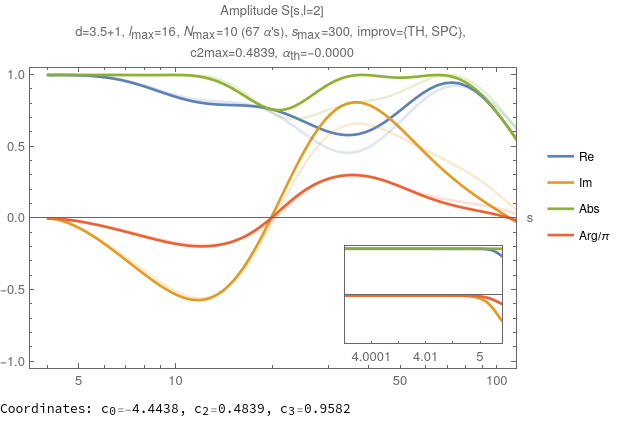 Amplitude S[s,l=2]
d=3.5+1, lmax=16, Nmax=10 (67 α's), smax=300, improv={TH, SPC},
c2max=0.4839, αth=-0.0000
1.0
0.5
0.0
-0.5
-1.0
s
Re
Im
Abs
Arg/π
4.0001 4.01 5
5 10 50 100
Coordinates: c0=-4.4438, c2=0.4839, c3=0.9582